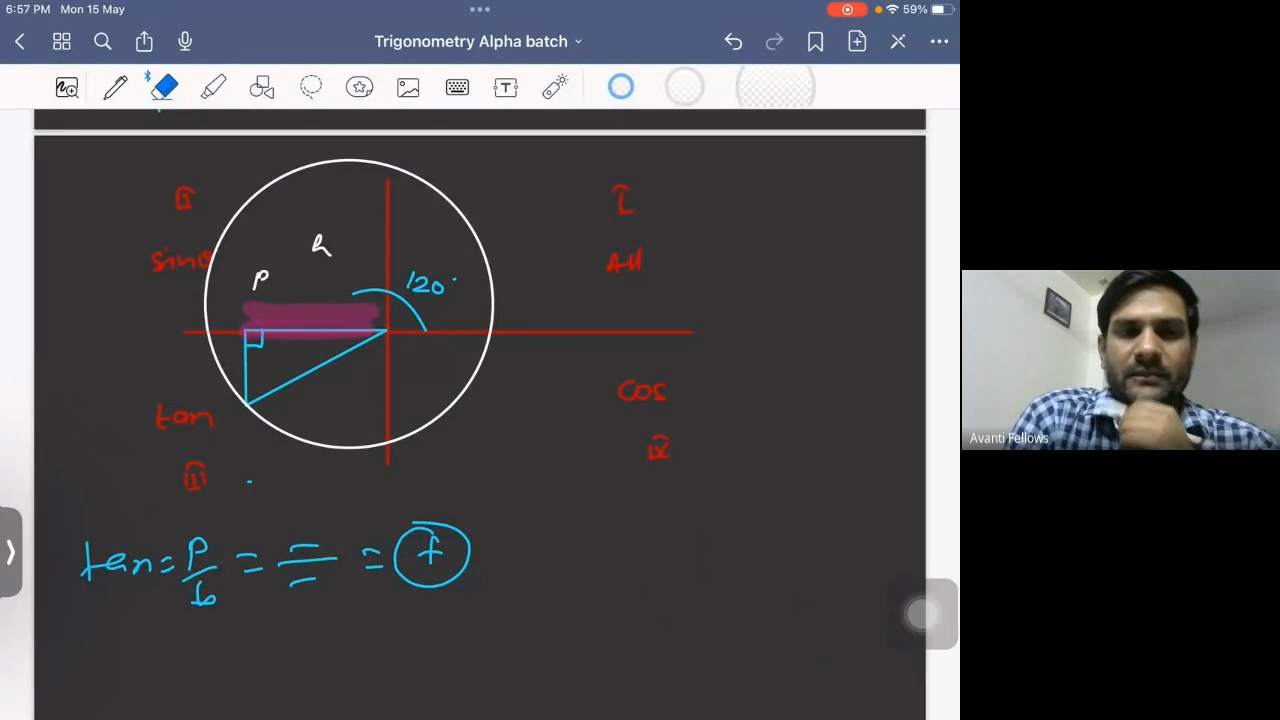 6:57 PM Mon 15 May
59%
Trigonometry Alpha batch
II
I
sinθ
All
h
P
120°
tan
Cos
III
IV
tan = P/b = -/- = +
Avanti Fellows